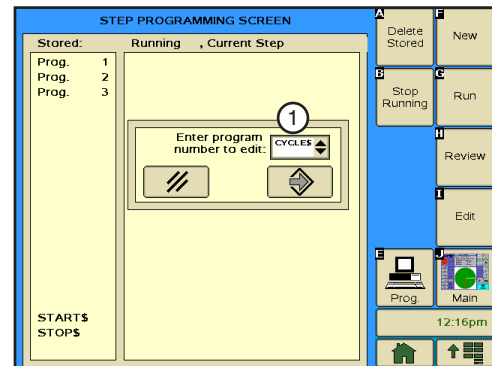 STEP PROGRAMMING SCREEN
Stored:
Running , Current Step
Prog. 1
Prog. 2
Prog. 3
START$
STOP$
1
Enter program
number to edit:
CYCLE$
A
Delete
Stored
F
New
B
Stop
Running
G
Run
H
Review
I
Edit
E
Prog.
J
Main
12:16pm